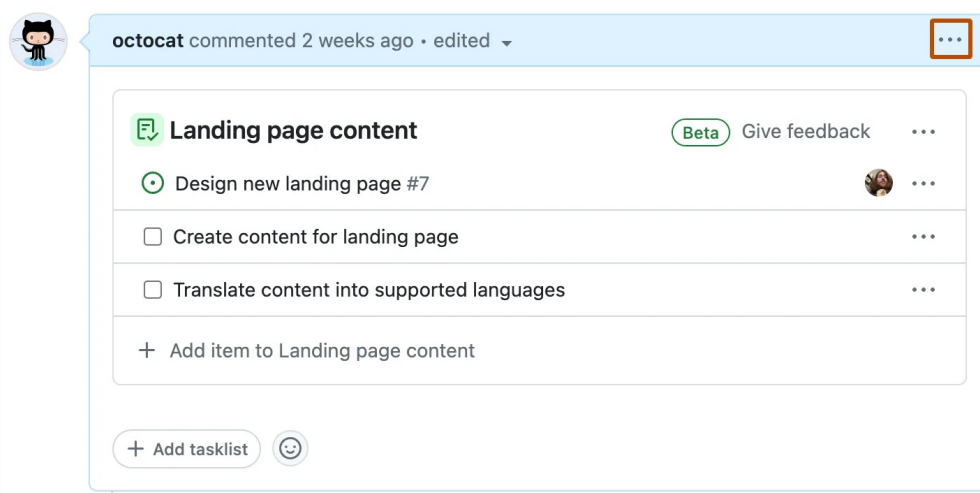 octocat commented 2 weeks ago • edited
Landing page content Beta Give feedback
Design new landing page #7
Create content for landing page
Translate content into supported languages
+ Add item to Landing page content
+ Add tasklist